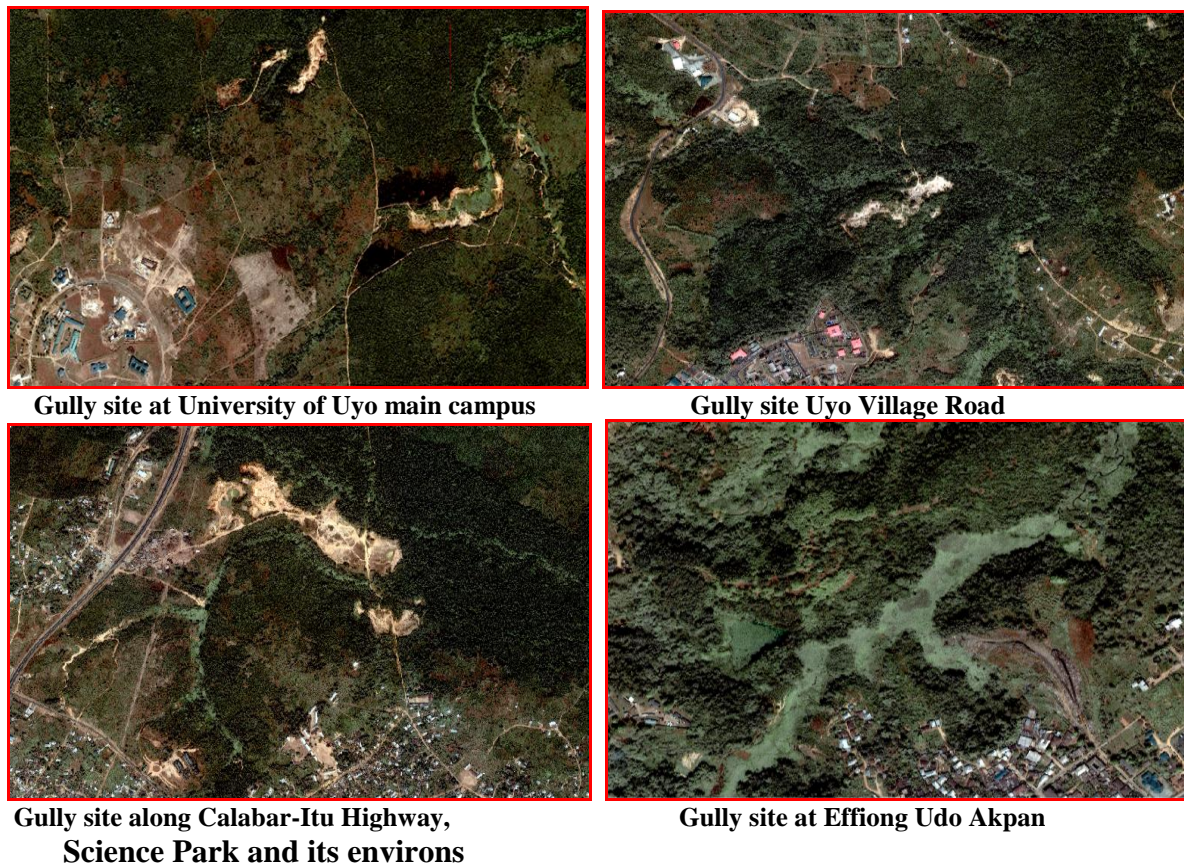 Gully site at University of Uyo main campus
Gully site Uyo Village Road
Gully site along Calabar-Itu Highway,
Science Park and its environs
Gully site at Effiong Udo Akpan